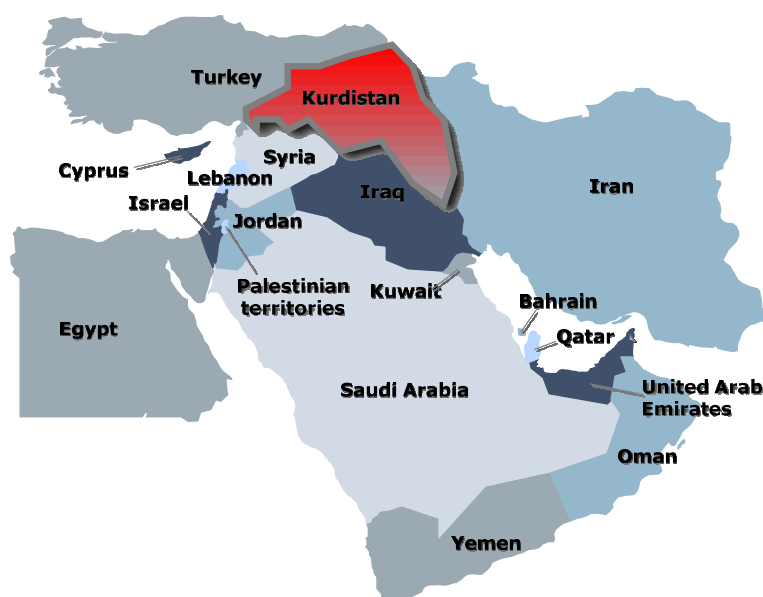 Turkey
Kurdistan
Cyprus
Syria
Lebanon
Iraq
Iran
Israel
Jordan
Palestinian
territories
Kuwait
Bahrain
Egypt
Qatar
Saudi Arabia
United Arab
Emirates
Oman
Yemen